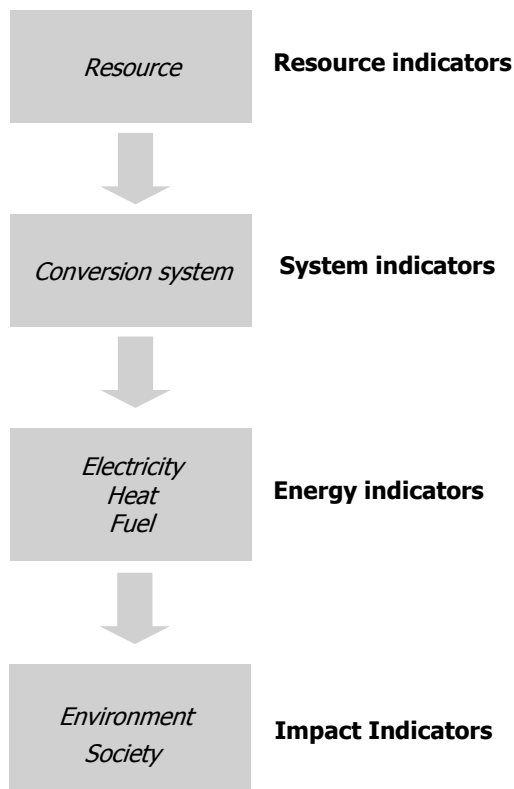 Resource
Resource indicators
Conversion system
System indicators
Electricity
Heat
Fuel
Energy indicators
Environment
Society
Impact Indicators